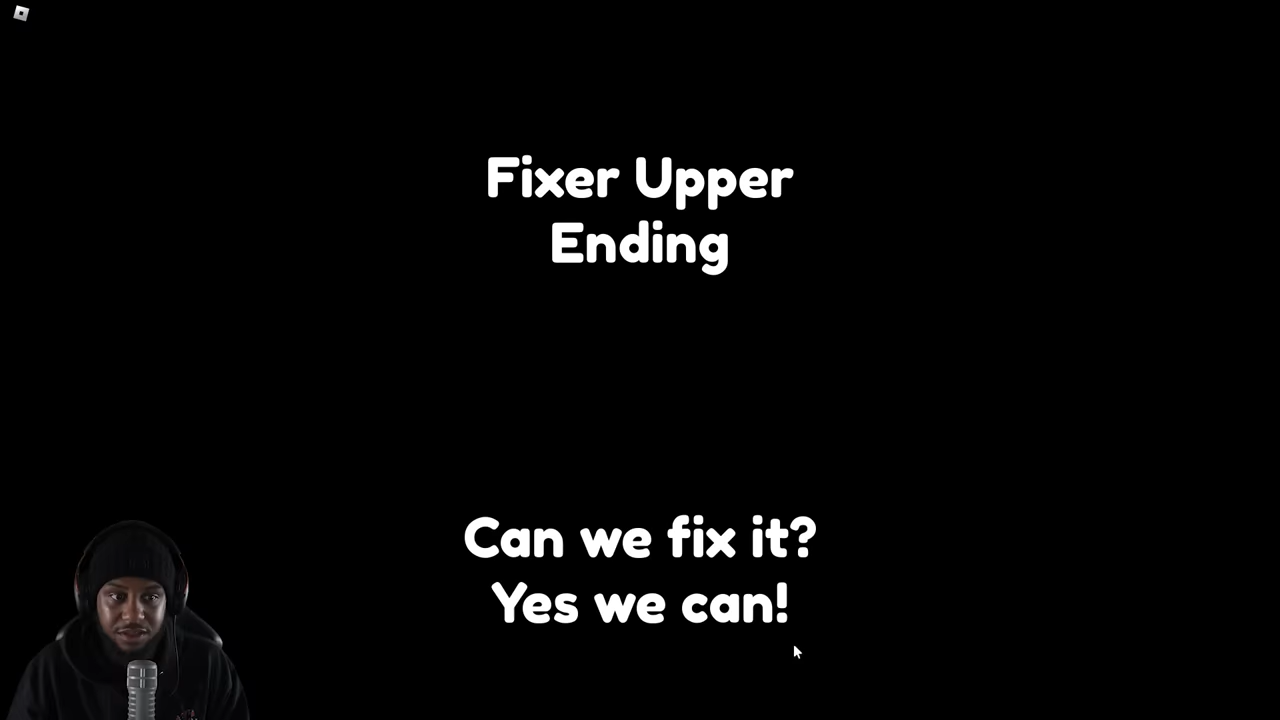 Fixer Upper
Ending
Can we fix it?
Yes we can!